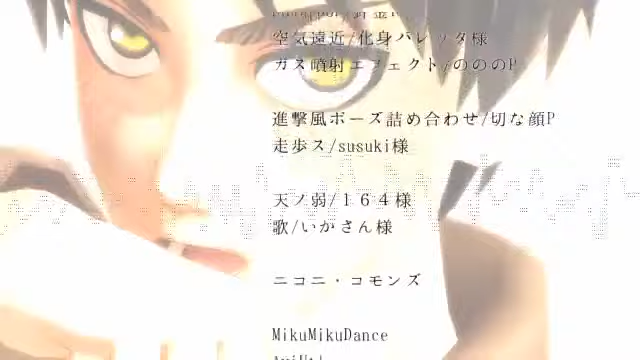 空気遠近/化身バレッタ様
ガス噴射エフェクト/のののP
進撃風ポーズ詰め合わせ/切な顔P
走歩ス/susuki様
天ノ弱/１６４様
歌/いかさん様
ニコニ・コモンズ
MikuMikuDance